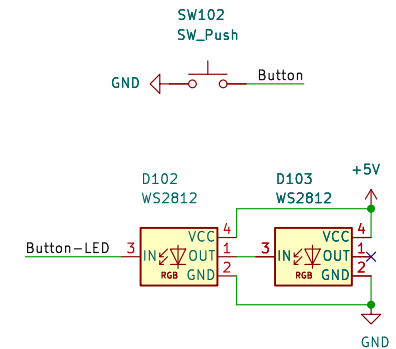 SW102
SW_Push
GND
Button
+5V
D102
WS2812
D103
WS2812
Button-LED
3
IN
VCC
4
OUT
1
GND
2
RGB
3
IN
VCC
4
OUT
1
GND
2
RGB
GND